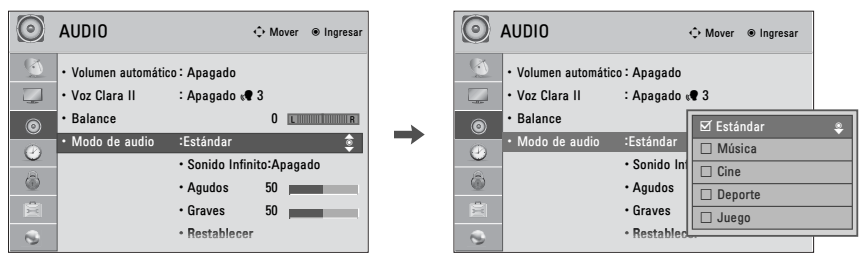 AUDIO
Mover Ingresar
• Volumen automático : Apagado
• Voz Clara II : Apagado 3
• Balance 0 L R
• Modo de audio :Estándar
• Sonido Infinito:Apagado
• Agudos 50
• Graves 50
• Restablecer
AUDIO
Mover Ingresar
• Volumen automático : Apagado
• Voz Clara II : Apagado 3
• Balance
• Modo de audio :Estándar
• Sonido Inf
• Agudos
• Graves
• Restablecer
Estándar
Música
Cine
Deporte
Juego